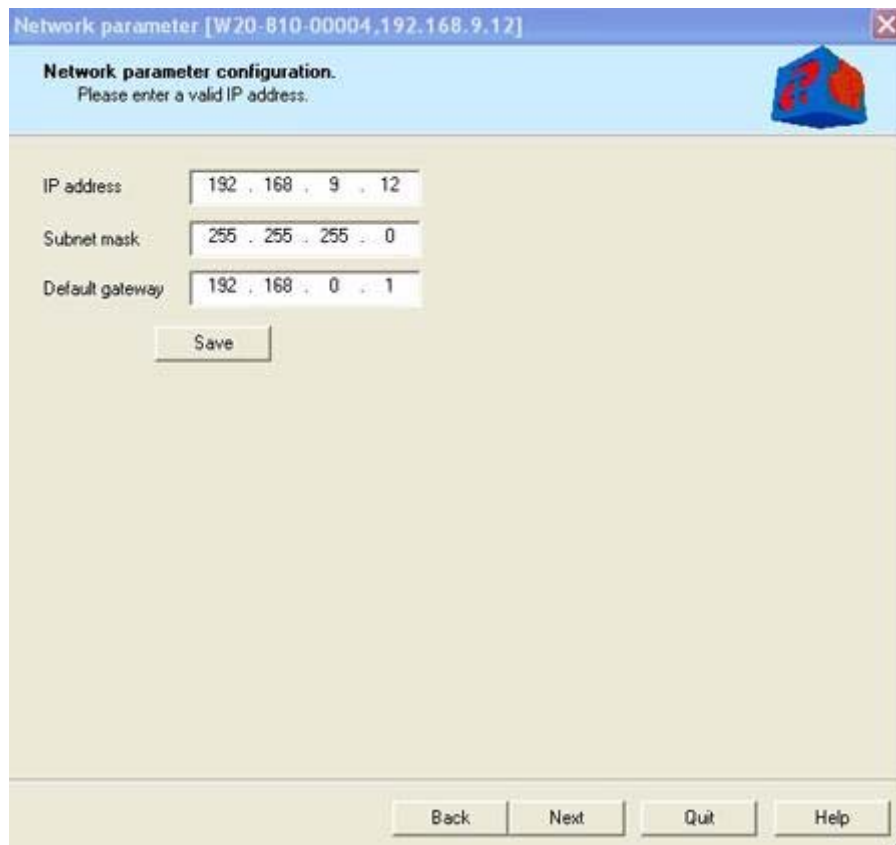 Network parameter [W20-B10-00004,192.168.9.12]
Network parameter configuration.
Please enter a valid IP address.
IP address 192 . 168 . 9 . 12
Subnet mask 255 . 255 . 255 . 0
Default gateway 192 . 168 . 0 . 1
Save
Back Next Quit Help